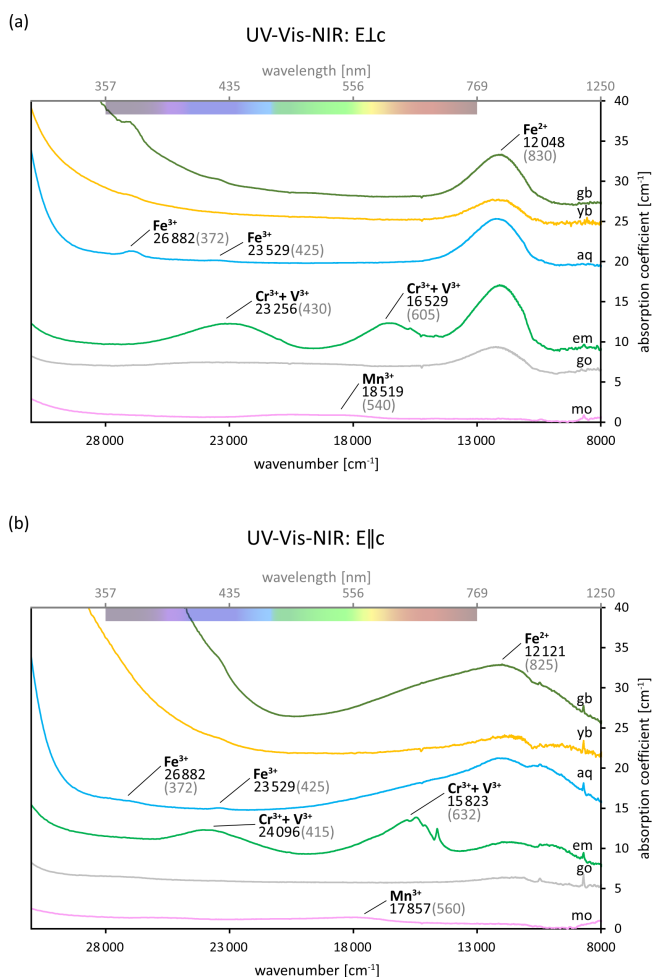 (a)
UV-Vis-NIR: E⊥c
wavelength [nm]
357 435 556 769 1250
40
35
30
25
20
15
10
5
0
absorption coefficient [cm⁻¹]
Fe²⁺
12 048
(830)
gb
yb
aq
em
go
mo
Fe³⁺
26 882 (372)
Fe³⁺
23 529 (425)
Cr³⁺+ V³⁺
23 256 (430)
Cr³⁺+ V³⁺
16 529
(605)
Mn³⁺
18 519
(540)
28 000 23 000 18 000 13 000 8000
wavenumber [cm⁻¹]
(b)
UV-Vis-NIR: E∥c
wavelength [nm]
357 435 556 769 1250
40
35
30
25
20
15
10
5
0
absorption coefficient [cm⁻¹]
Fe²⁺
12 121
(825)
gb
yb
aq
em
go
mo
Fe³⁺
26 882
(372)
Fe³⁺
23 529 (425)
Cr³⁺+ V³⁺
24 096 (415)
Cr³⁺+ V³⁺
15 823
(632)
Mn³⁺
17 857 (560)
28 000 23 000 18 000 13 000 8000
wavenumber [cm⁻¹]